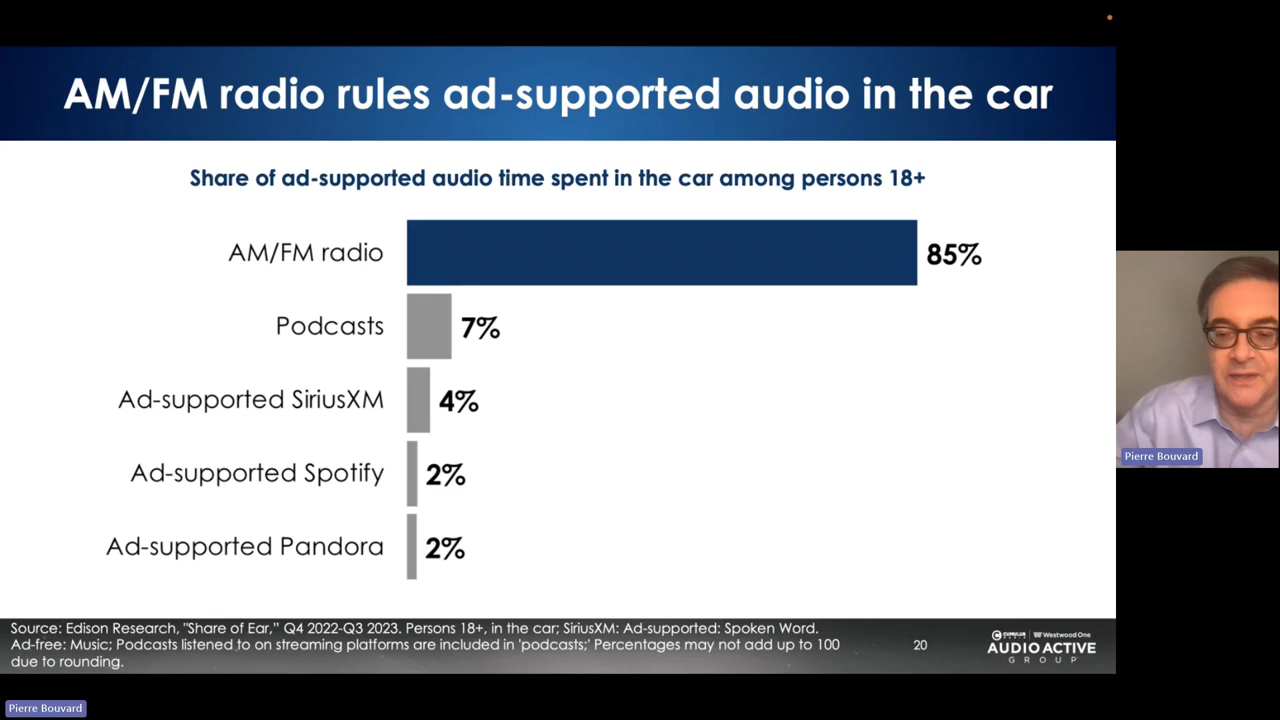 AM/FM radio rules ad-supported audio in the car
Share of ad-supported audio time spent in the car among persons 18+
AM/FM radio
85%
Podcasts
7%
Ad-supported SiriusXM
4%
Ad-supported Spotify
2%
Ad-supported Pandora
2%
Source: Edison Research, "Share of Ear," Q4 2022-Q3 2023. Persons 18+, in the car; SiriusXM: Ad-supported: Spoken Word.
Ad-free: Music; Podcasts listened to on streaming platforms are included in 'podcasts;' Percentages may not add up to 100
due to rounding.
20
CUMULUS MEDIA | Westwood One
AUDIO ACTIVE
GROUP
Pierre Bouvard
Pierre Bouvard